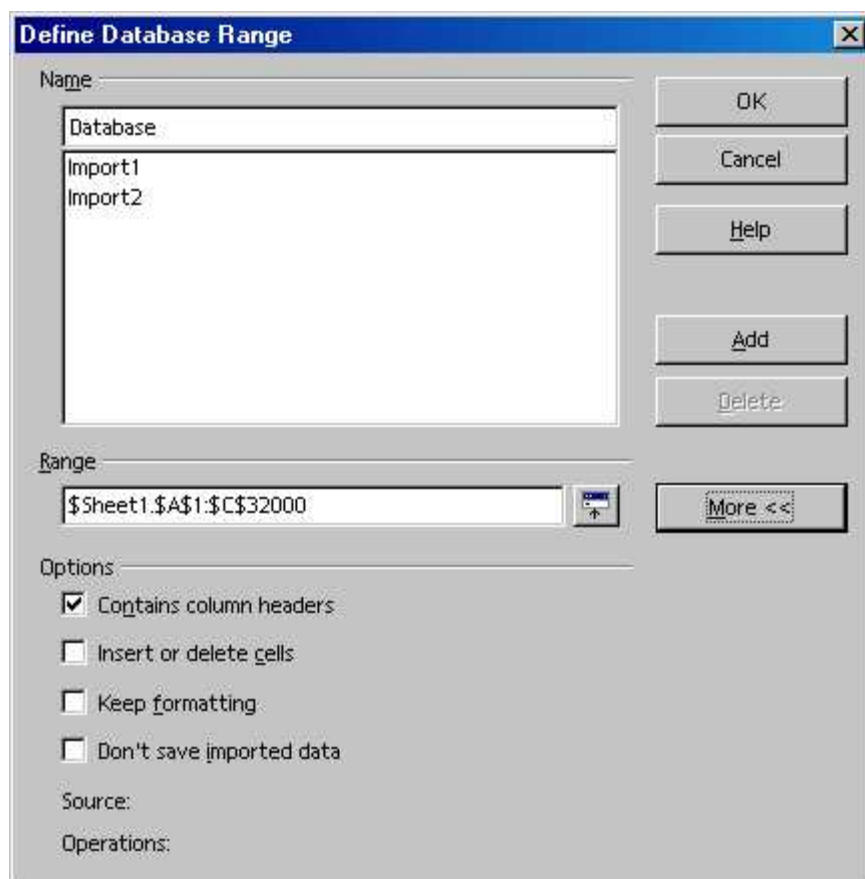 Define Database Range
Name
OK
Database
Cancel
Import1
Import2
Help
Add
Delete
Range
$Sheet1.$A$1:$C$32000
More <<
Options
Contains column headers
Insert or delete cells
Keep formatting
Don't save imported data
Source:
Operations: